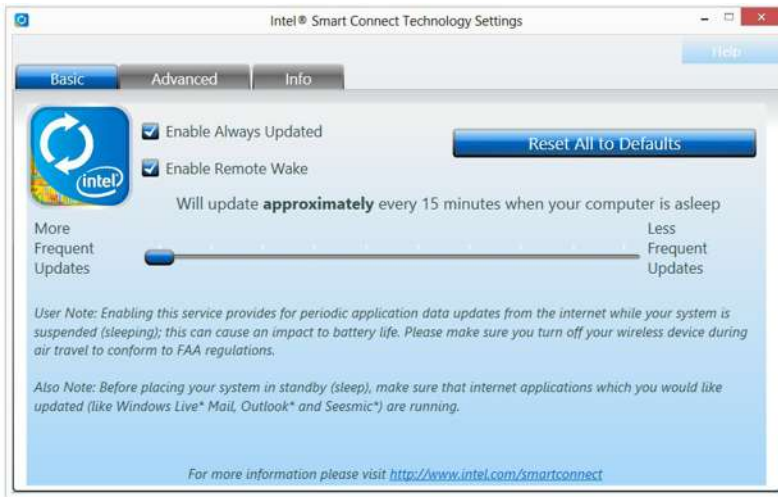 Intel® Smart Connect Technology Settings
Help
Basic Advanced Info
Enable Always Updated
Reset All to Defaults
Enable Remote Wake
(intel)
Will update approximately every 15 minutes when your computer is asleep
More
Frequent
Updates
Less
Frequent
Updates
User Note: Enabling this service provides for periodic application data updates from the internet while your system is
suspended (sleeping); this can cause an impact to battery life. Please make sure you turn off your wireless device during
air travel to conform to FAA regulations.
Also Note: Before placing your system in standby (sleep), make sure that internet applications which you would like
updated (like Windows Live* Mail, Outlook* and Seesmic*) are running.
For more information please visit http://www.intel.com/smartconnect